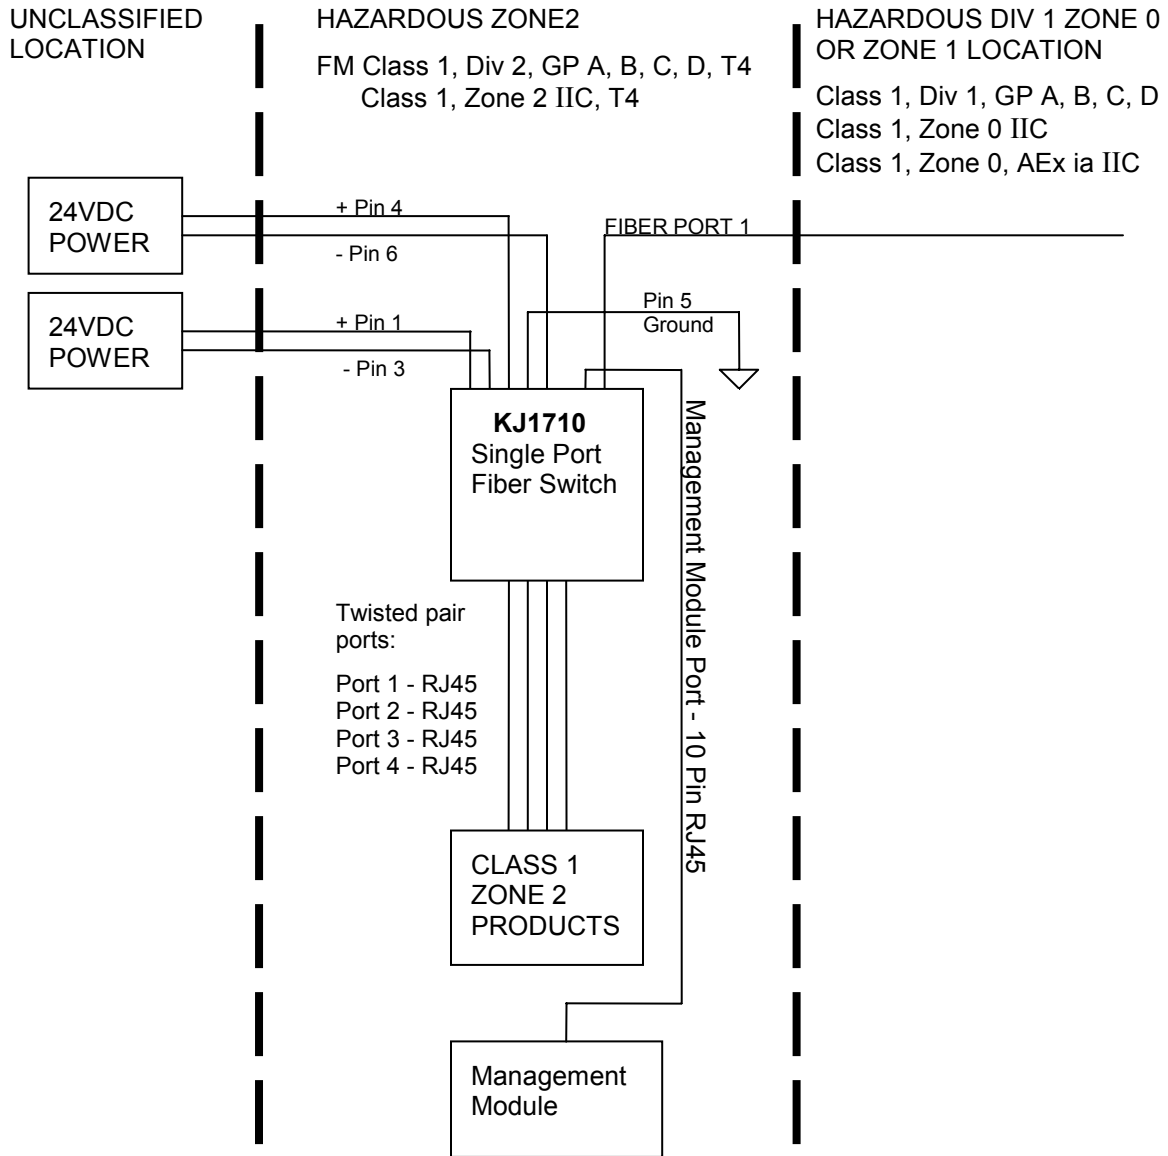 UNCLASSIFIED
LOCATION
HAZARDOUS ZONE2
FM Class 1, Div 2, GP A, B, C, D, T4
Class 1, Zone 2 IIC, T4
HAZARDOUS DIV 1 ZONE 0
OR ZONE 1 LOCATION
Class 1, Div 1, GP A, B, C, D
Class 1, Zone 0 IIC
Class 1, Zone 0, AEx ia IIC
24VDC
POWER
+ Pin 4
- Pin 6
FIBER PORT 1
24VDC
POWER
+ Pin 1
- Pin 3
Pin 5
Ground
KJ1710
Single Port
Fiber Switch
Management Module Port - 10 Pin RJ45
Twisted pair
ports:
Port 1 - RJ45
Port 2 - RJ45
Port 3 - RJ45
Port 4 - RJ45
CLASS 1
ZONE 2
PRODUCTS
Management
Module